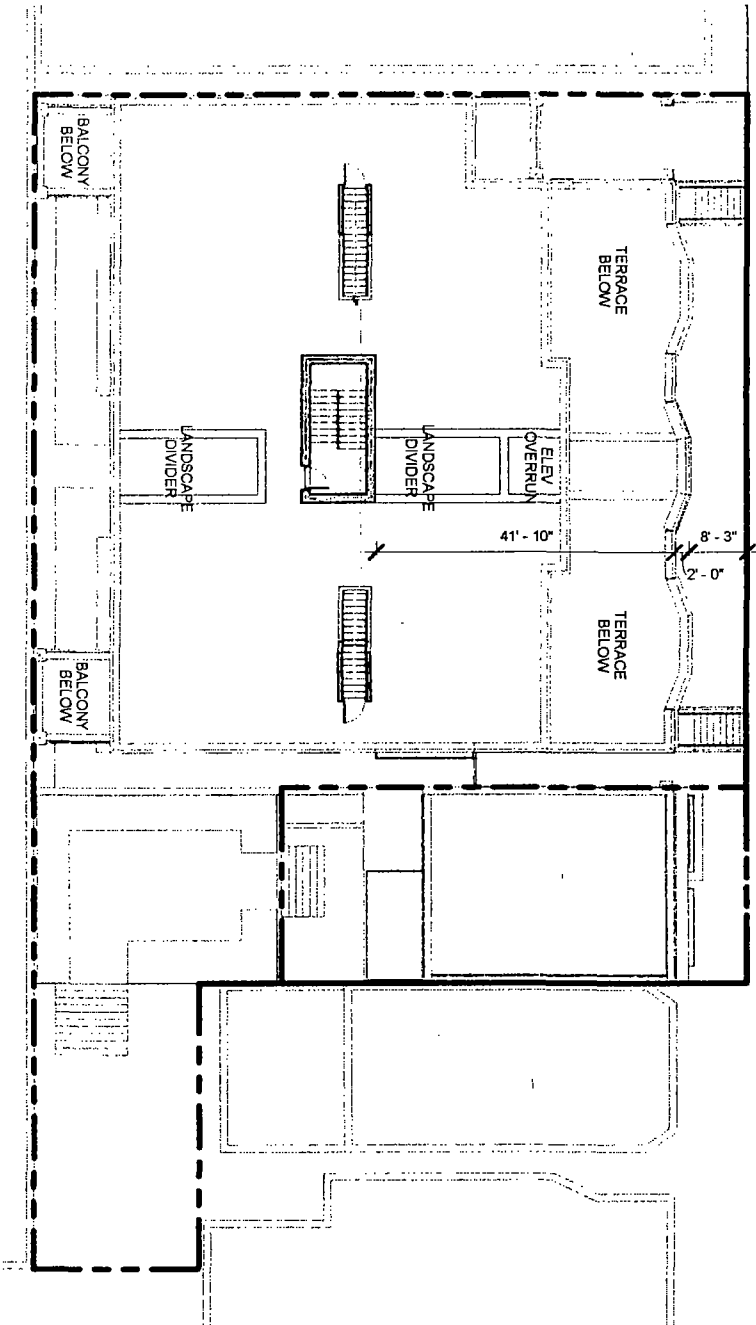 BALCONY
BELOW
TERRACE
BELOW
LANDSCAPE
DIVIDER
LANDSCAPE
DIVIDER
ELEV
OVERRUN
41' - 10"
8' - 3"
2' - 0"
TERRACE
BELOW
BALCONY
BELOW